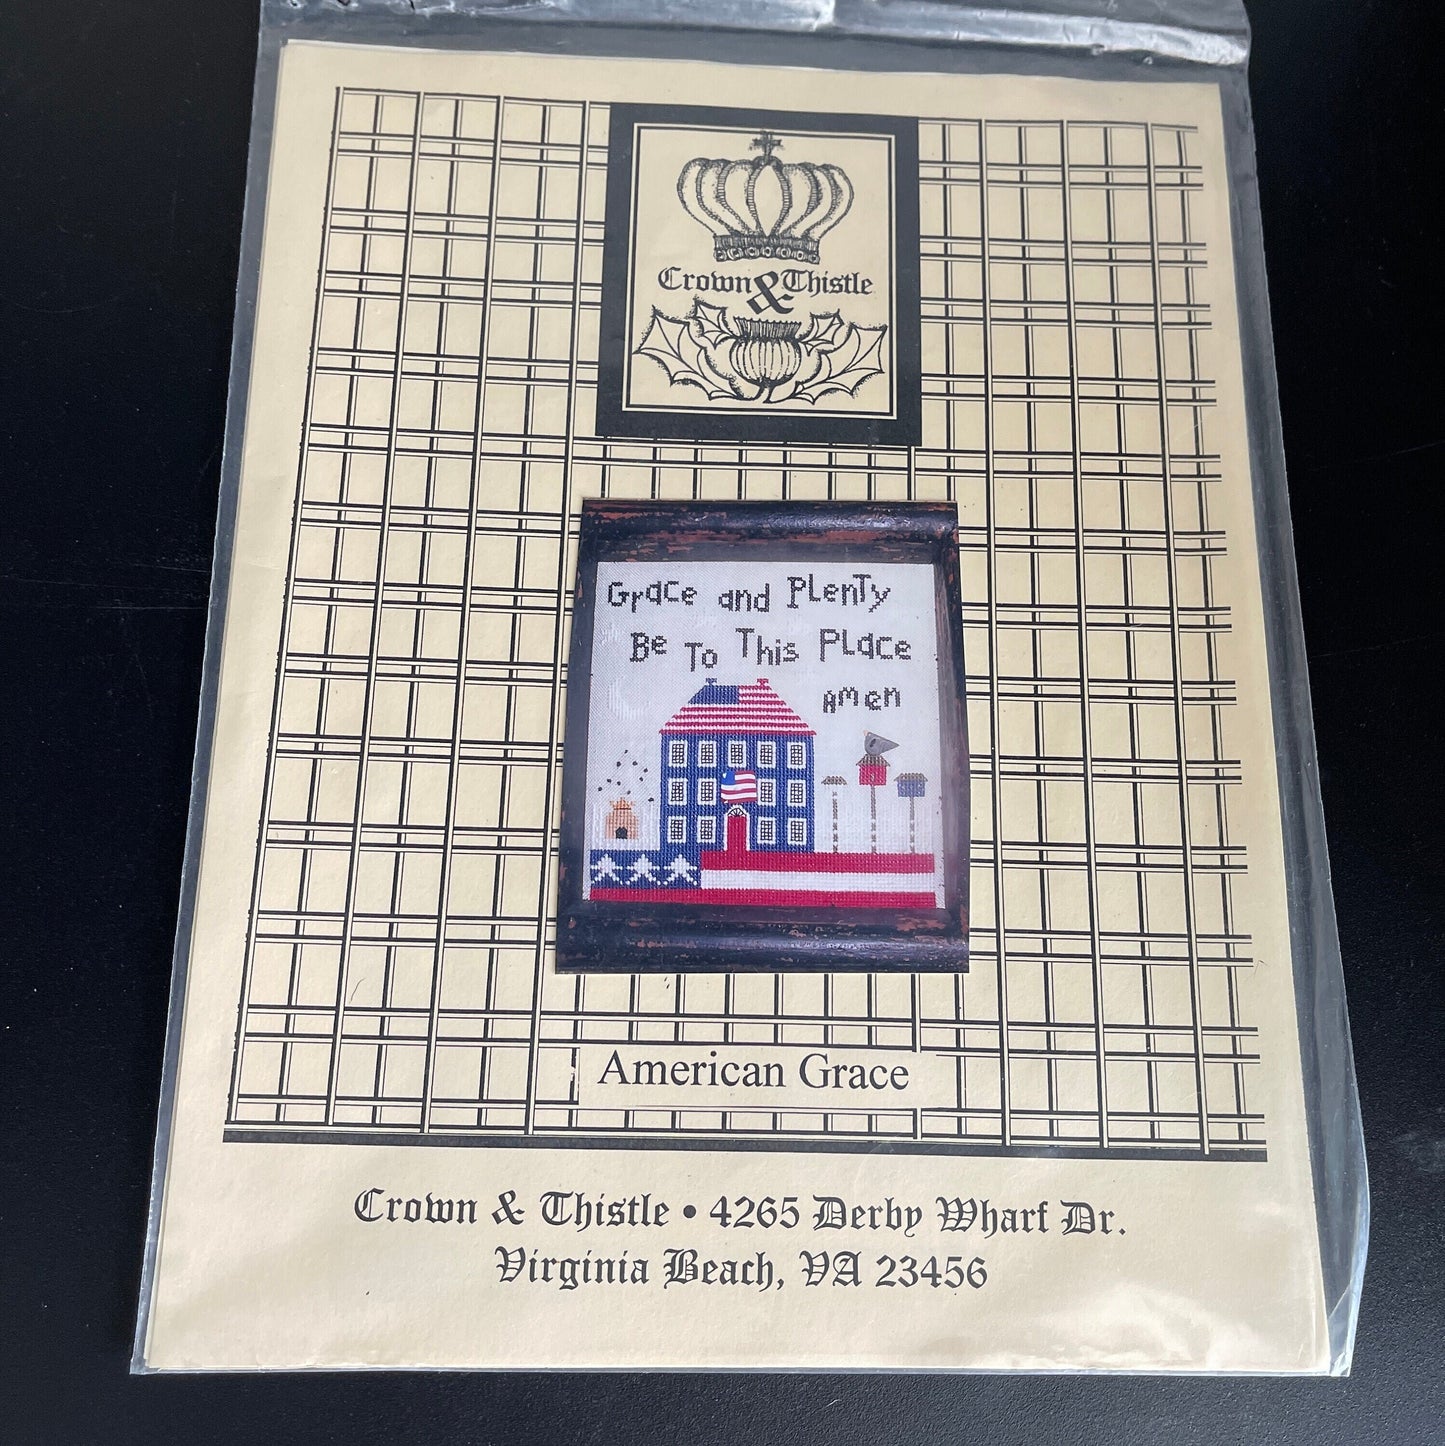 Crown & Thistle
Grace and Plenty
Be To This Place
Amen
American Grace
Crown & Thistle • 4265 Derby Wharf Dr.
Virginia Beach, VA 23456